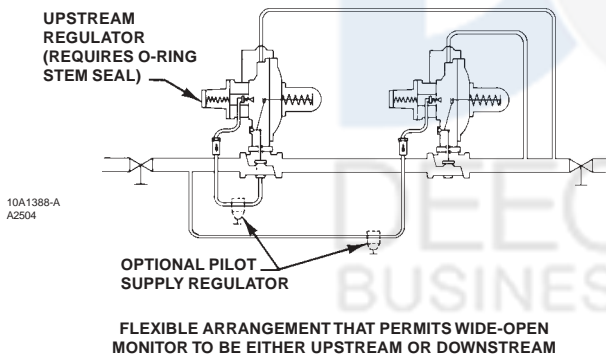 UPSTREAM
REGULATOR
(REQUIRES O-RING
STEM SEAL)
10A1388-A
A2504
OPTIONAL PILOT
SUPPLY REGULATOR
FLEXIBLE ARRANGEMENT THAT PERMITS WIDE-OPEN
MONITOR TO BE EITHER UPSTREAM OR DOWNSTREAM